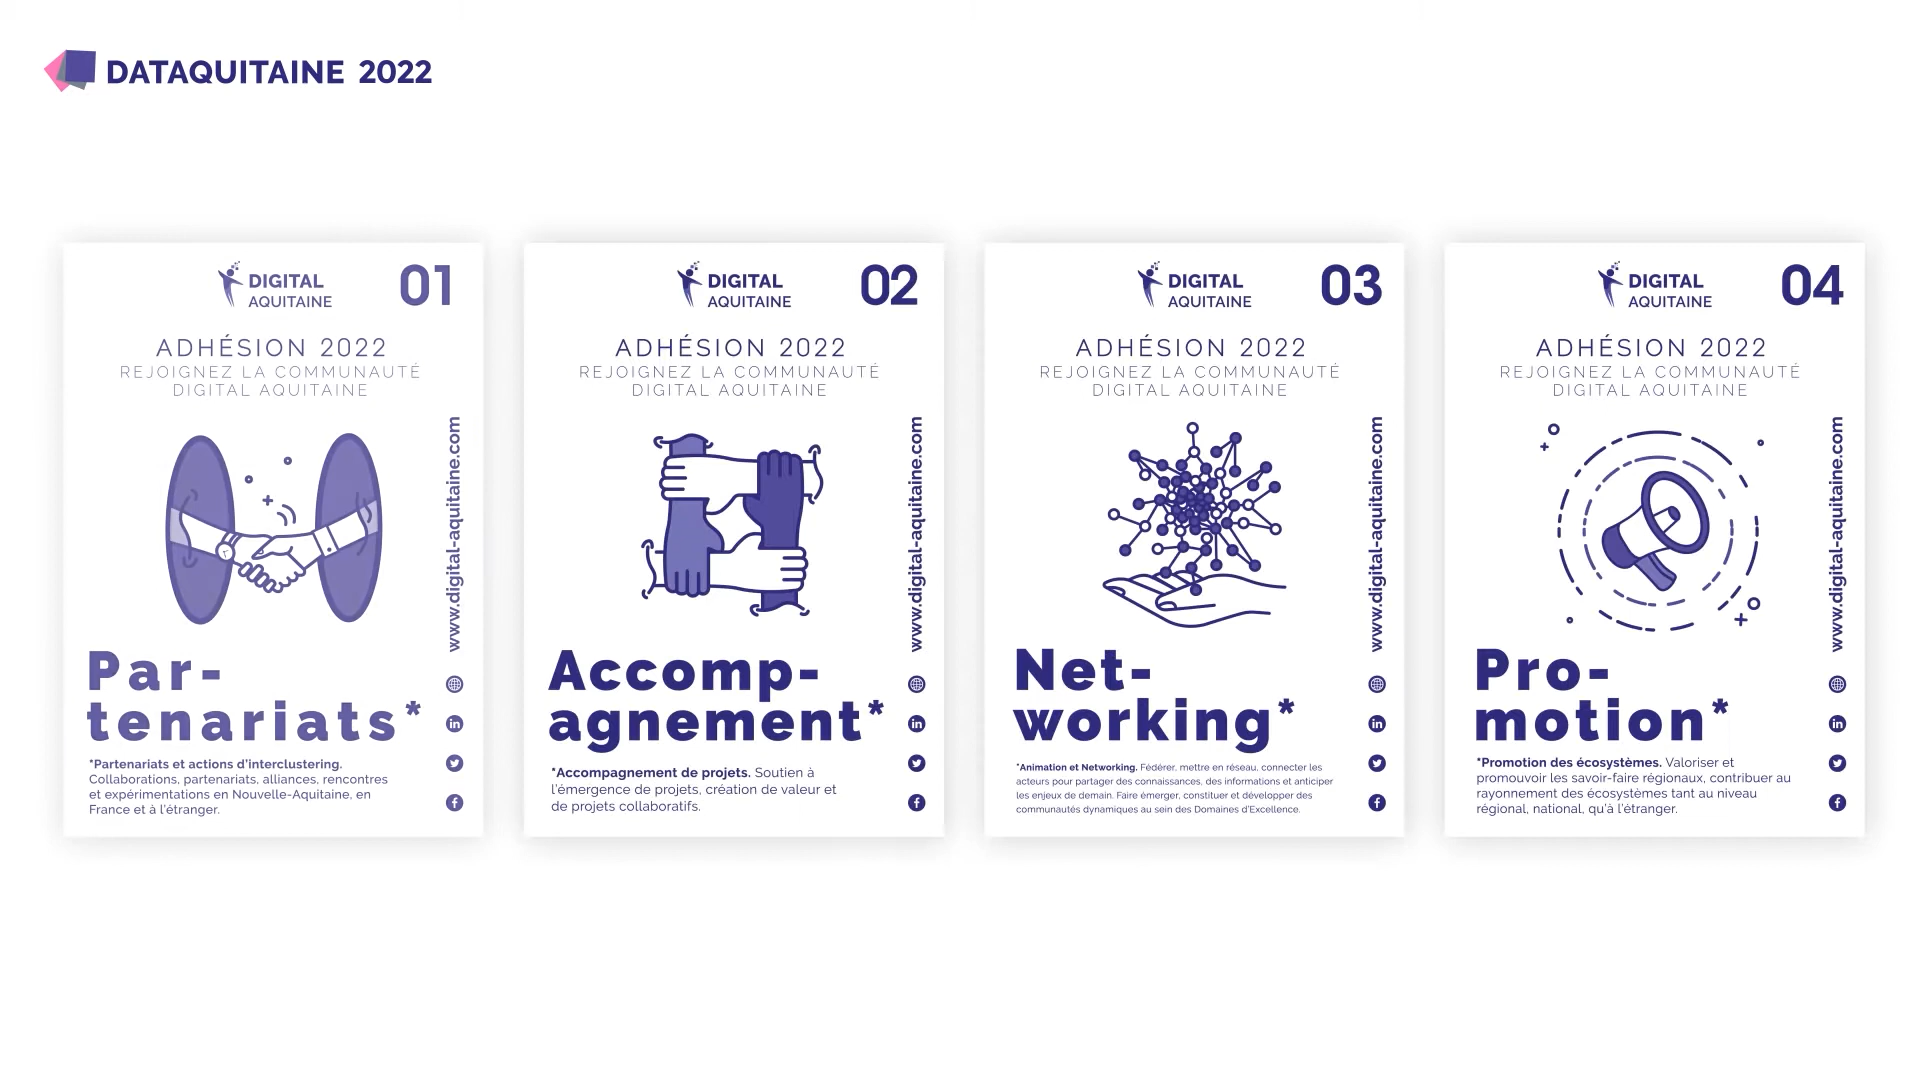 DATAQUITAINE 2022
DIGITAL
AQUITAINE
01
ADHÉSION 2022
REJOIGNEZ LA COMMUNAUTÉ
DIGITAL AQUITAINE
www.digital-aquitaine.com
Par-
tenariats*
*Partenariats et actions d'interclustering.
Collaborations, partenariats, alliances, rencontres
et expérimentations en Nouvelle-Aquitaine, en
France et à l'étranger.
DIGITAL
AQUITAINE
02
ADHÉSION 2022
REJOIGNEZ LA COMMUNAUTÉ
DIGITAL AQUITAINE
www.digital-aquitaine.com
Accomp-
agnement*
*Accompagnement de projets. Soutien à
l'émergence de projets, création de valeur et
de projets collaboratifs.
DIGITAL
AQUITAINE
03
ADHÉSION 2022
REJOIGNEZ LA COMMUNAUTÉ
DIGITAL AQUITAINE
www.digital-aquitaine.com
Net-
working*
*Animation et Networking. Fédérer, mettre en réseau, connecter les
acteurs pour partager des connaissances, des informations et anticiper
les enjeux de demain. Faire émerger, constituer et développer des
communautés dynamiques au sein des Domaines d'Excellence.
DIGITAL
AQUITAINE
04
ADHÉSION 2022
REJOIGNEZ LA COMMUNAUTÉ
DIGITAL AQUITAINE
www.digital-aquitaine.com
Pro-
motion*
*Promotion des écosystèmes. Valoriser et
promouvoir les savoir-faire régionaux, contribuer au
rayonnement des écosystèmes tant au niveau
régional, national, qu'à l'étranger.